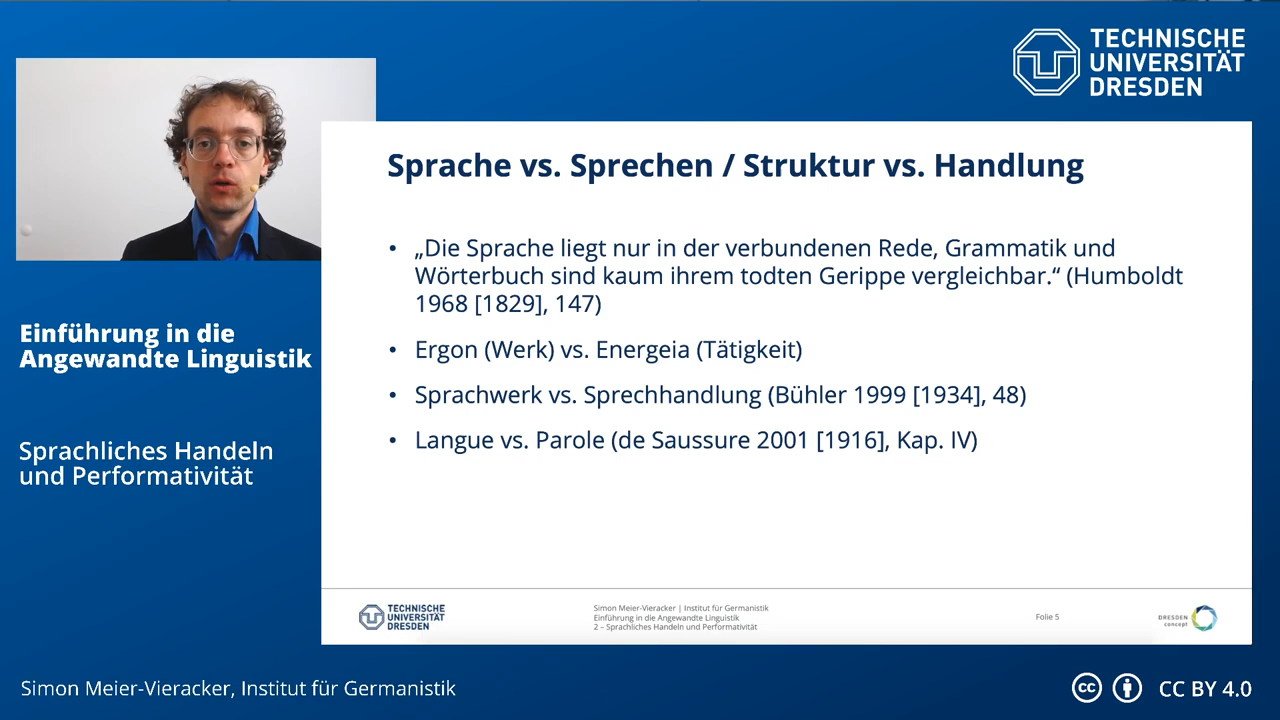 TECHNISCHE
UNIVERSITÄT
DRESDEN
Sprache vs. Sprechen / Struktur vs. Handlung
• „Die Sprache liegt nur in der verbundenen Rede, Grammatik und
Wörterbuch sind kaum ihrem todten Gerippe vergleichbar.“ (Humboldt
1968 [1829], 147)
• Ergon (Werk) vs. Energeia (Tätigkeit)
• Sprachwerk vs. Sprechhandlung (Bühler 1999 [1934], 48)
• Langue vs. Parole (de Saussure 2001 [1916], Kap. IV)
Einführung in die
Angewandte Linguistik
Sprachliches Handeln
und Performativität
TECHNISCHE
UNIVERSITÄT
DRESDEN
Simon Meier-Vieracker | Institut für Germanistik
Einführung in die Angewandte Linguistik
2 – Sprachliches Handeln und Performativität
Folie 5
DRESDEN
concept
Simon Meier-Vieracker, Institut für Germanistik
cc CC BY 4.0